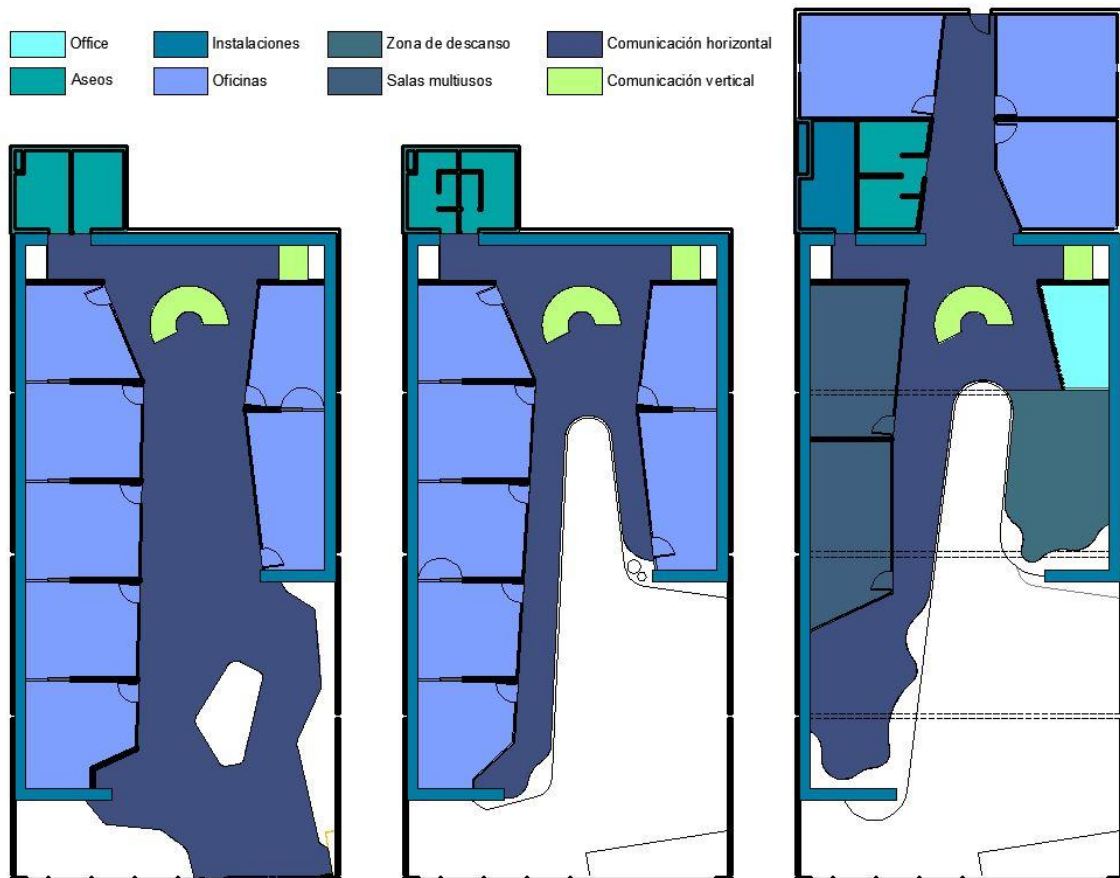 Office
Instalaciones
Zona de descanso
Comunicación horizontal
Aseos
Oficinas
Salas multiusos
Comunicación vertical